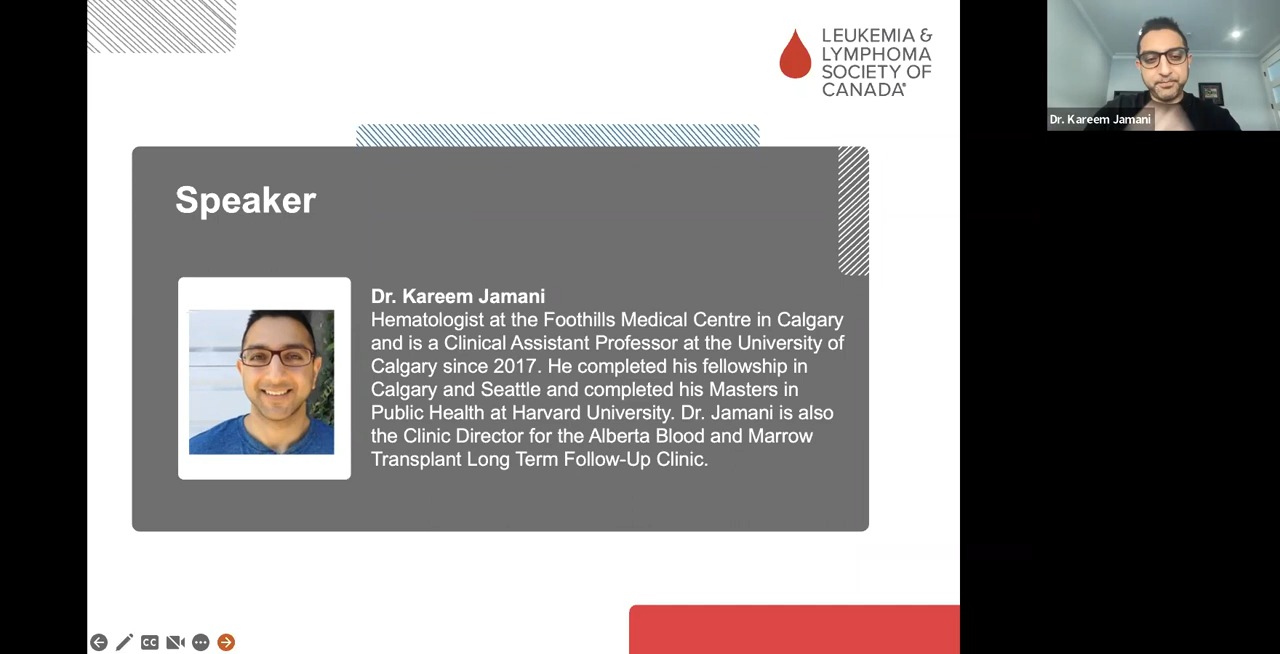 LEUKEMIA &
LYMPHOMA
SOCIETY OF
CANADA®
Dr. Kareem Jamani
Speaker
Dr. Kareem Jamani
Hematologist at the Foothills Medical Centre in Calgary
and is a Clinical Assistant Professor at the University of
Calgary since 2017. He completed his fellowship in
Calgary and Seattle and completed his Masters in
Public Health at Harvard University. Dr. Jamani is also
the Clinic Director for the Alberta Blood and Marrow
Transplant Long Term Follow-Up Clinic.
CC